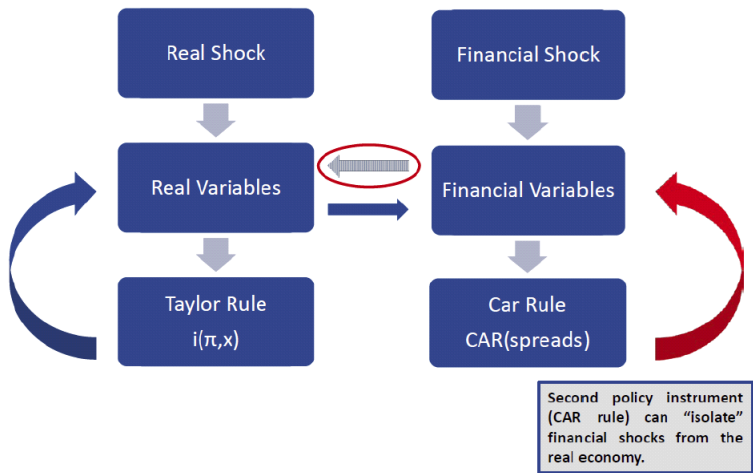 Real Shock
Financial Shock
Real Variables
Financial Variables
Taylor Rule
i(π,x)
Car Rule
CAR(spreads)
Second policy instrument
(CAR rule) can “isolate”
financial shocks from the
real economy.